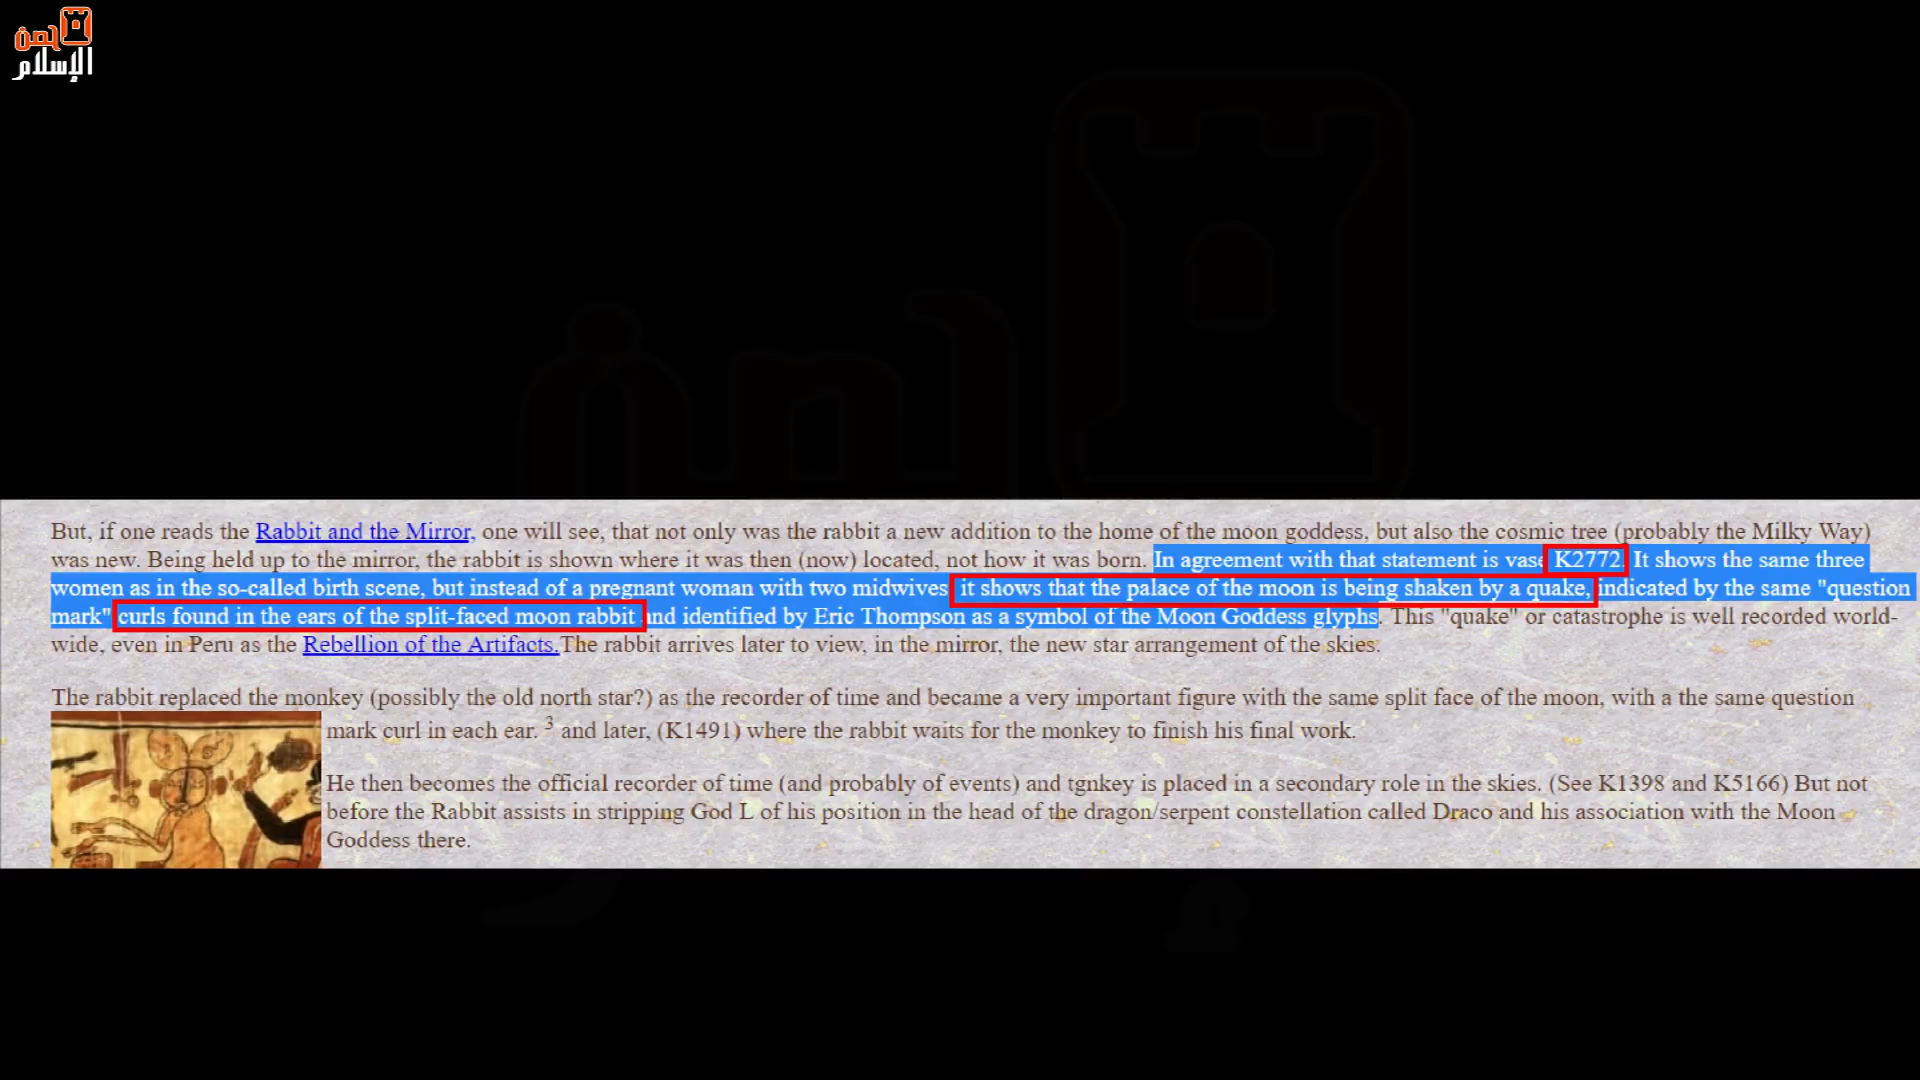 حصن
الإسلام
But, if one reads the Rabbit and the Mirror, one will see, that not only was the rabbit a new addition to the home of the moon goddess, but also the cosmic tree (probably the Milky Way)
was new. Being held up to the mirror, the rabbit is shown where it was then (now) located, not how it was born. In agreement with that statement is vase K2772. It shows the same three
women as in the so-called birth scene, but instead of a pregnant woman with two midwives it shows that the palace of the moon is being shaken by a quake, indicated by the same "question
mark" curls found in the ears of the split-faced moon rabbit and identified by Eric Thompson as a symbol of the Moon Goddess glyphs. This "quake" or catastrophe is well recorded world-
wide, even in Peru as the Rebellion of the Artifacts. The rabbit arrives later to view, in the mirror, the new star arrangement of the skies.
The rabbit replaced the monkey (possibly the old north star?) as the recorder of time and became a very important figure with the same split face of the moon, with a the same question
mark curl in each ear. 3 and later, (K1491) where the rabbit waits for the monkey to finish his final work.
He then becomes the official recorder of time (and probably of events) and tgnkey is placed in a secondary role in the skies. (See K1398 and K5166) But not
before the Rabbit assists in stripping God L of his position in the head of the dragon/serpent constellation called Draco and his association with the Moon
Goddess there.